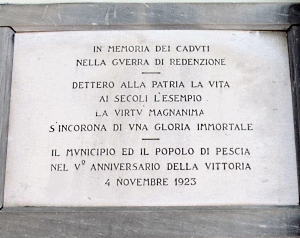 IN MEMORIA DEI CADVTI
NELLA GVERRA DI REDENZIONE
DETTERO ALLA PATRIA LA VITA
AI SECOLI L'ESEMPIO
LA VIRTV MAGNANIMA
S'INCORONA DI VNA GLORIA IMMORTALE
IL MVNICIPIO ED IL POPOLO DI PESCIA
NEL V° ANNIVERSARIO DELLA VITTORIA
4 NOVEMBRE 1923